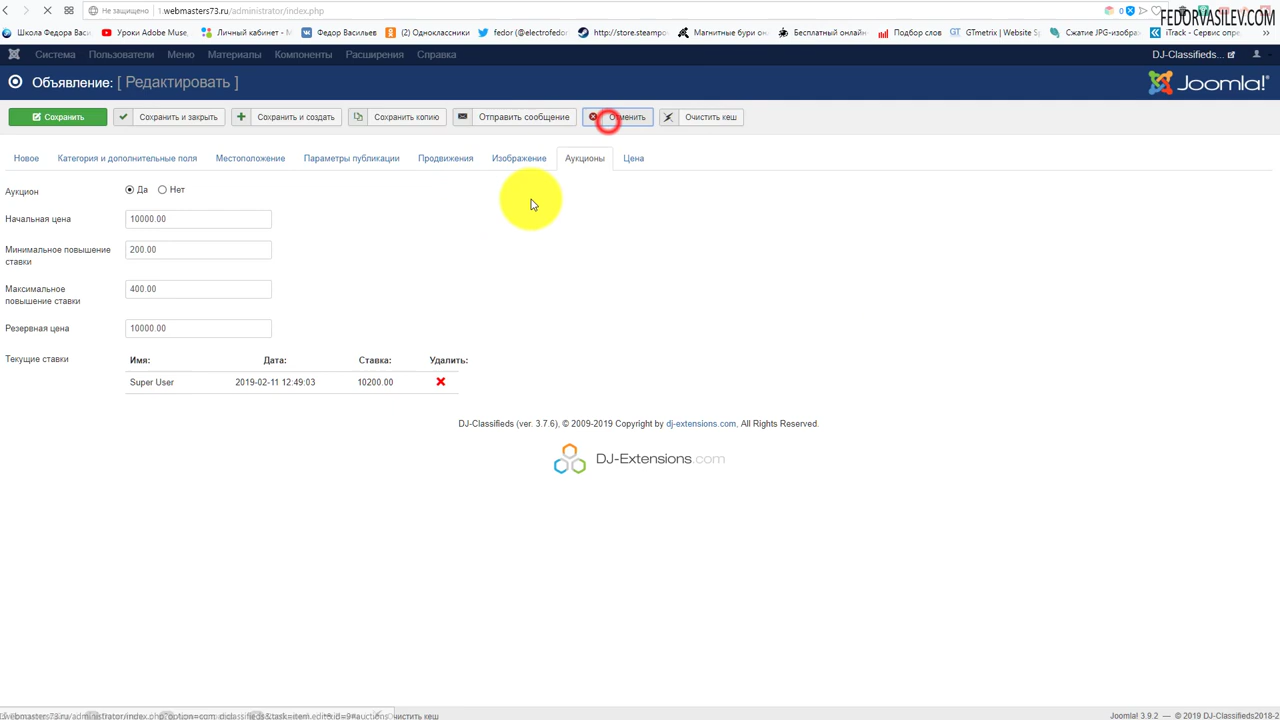 Не защищено 1.webmasters73.ru/administrator/index.php
0
FEDORVASILEV.COM
Школа Федора Васи. Уроки Adobe Muse, Личный кабинет - М Федор Васильев (2) Одноклассники fedor (@electrofedo http://store.steampo Магнитные бури он. Бесплатный онлайн Подбор слов GTmetrix | Website S Сжатие JPG-изобра: iTrack - Сервис опре.
Система Пользователи Меню Материалы Компоненты Расширения Справка DJ-Classifieds...
Объявление: [ Редактировать ] Joomla!®
Сохранить Сохранить и закрыть Сохранить и создать Сохранить копию Отправить сообщение Отменить Очистить кеш
Новое Категория и дополнительные поля Местоположение Параметры публикации Продвижения Изображение Аукционы Цена
Аукцион Да Нет
Начальная цена 10000.00
Минимальное повышение ставки 200.00
Максимальное повышение ставки 400.00
Резервная цена 10000.00
Текущие ставки Имя: Дата: Ставка: Удалить:
Super User 2019-02-11 12:49:03 10200.00
DJ-Classifieds (ver. 3.7.6), © 2009-2019 Copyright by dj-extensions.com, All Rights Reserved.
DJ-Extensions.com
Joomla! 3.9.2 — © 2019 DJ-Classifieds2018-2